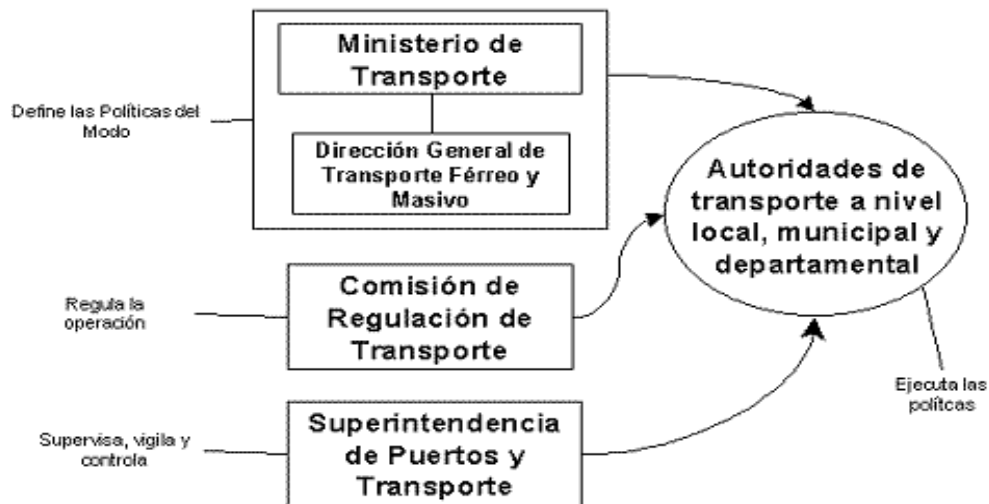 Ministerio de
Transporte
Define las Políticas del
Modo
Dirección General de
Transporte Férreo y
Masivo
Autoridades de
transporte a nivel
local, municipal y
departamental
Comisión de
Regulación de
Transporte
Regula la
operación
Ejecuta las
polítcas
Superintendencia
de Puertos y
Transporte
Supervisa, vigila y
controla